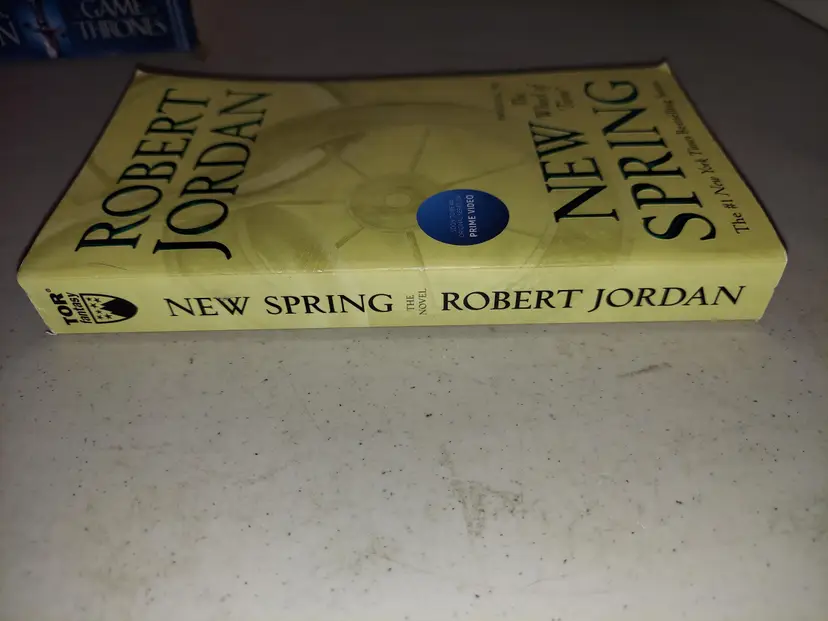 GAME
THRONES
ROBERT
JORDAN
The
Wheel of
Time
NEW
SPRING
The #1 New York Times Bestselling Series
PRIME VIDEO
TOR
fantasy
NEW SPRING THE NOVEL ROBERT JORDAN